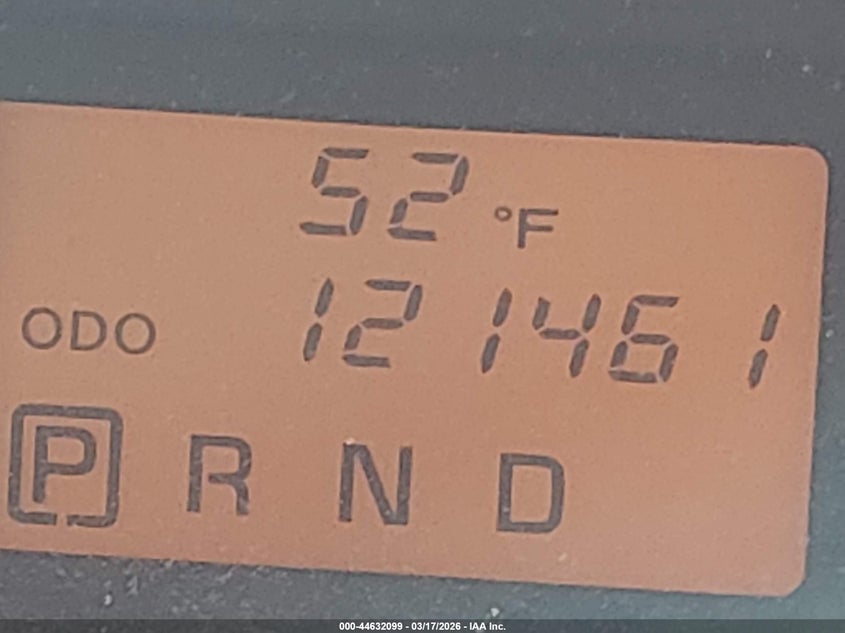 52 °F
ODO 121461
P R N D
000-44632099 - 03/17/2026 - IAA Inc.